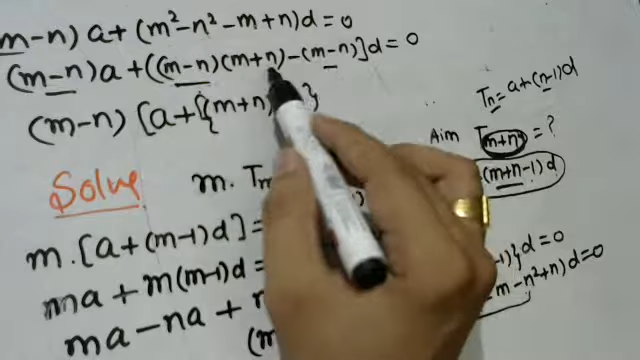 m-n) a + (m²-n²-m+n)d = 0
(m-n)a + ((m-n)(m+n)-(m-n)]d = 0
(m-n) [a+{(m+n) }
Tn = a+(n-1)d
Aim Tm+n = ?
(m+n-1)d
Solve
m. Tm
m.[a+(m-1)d] =
-1)}d = 0
ma + m(m-1)d =
m-n²+n)d = 0
ma - na +
(m